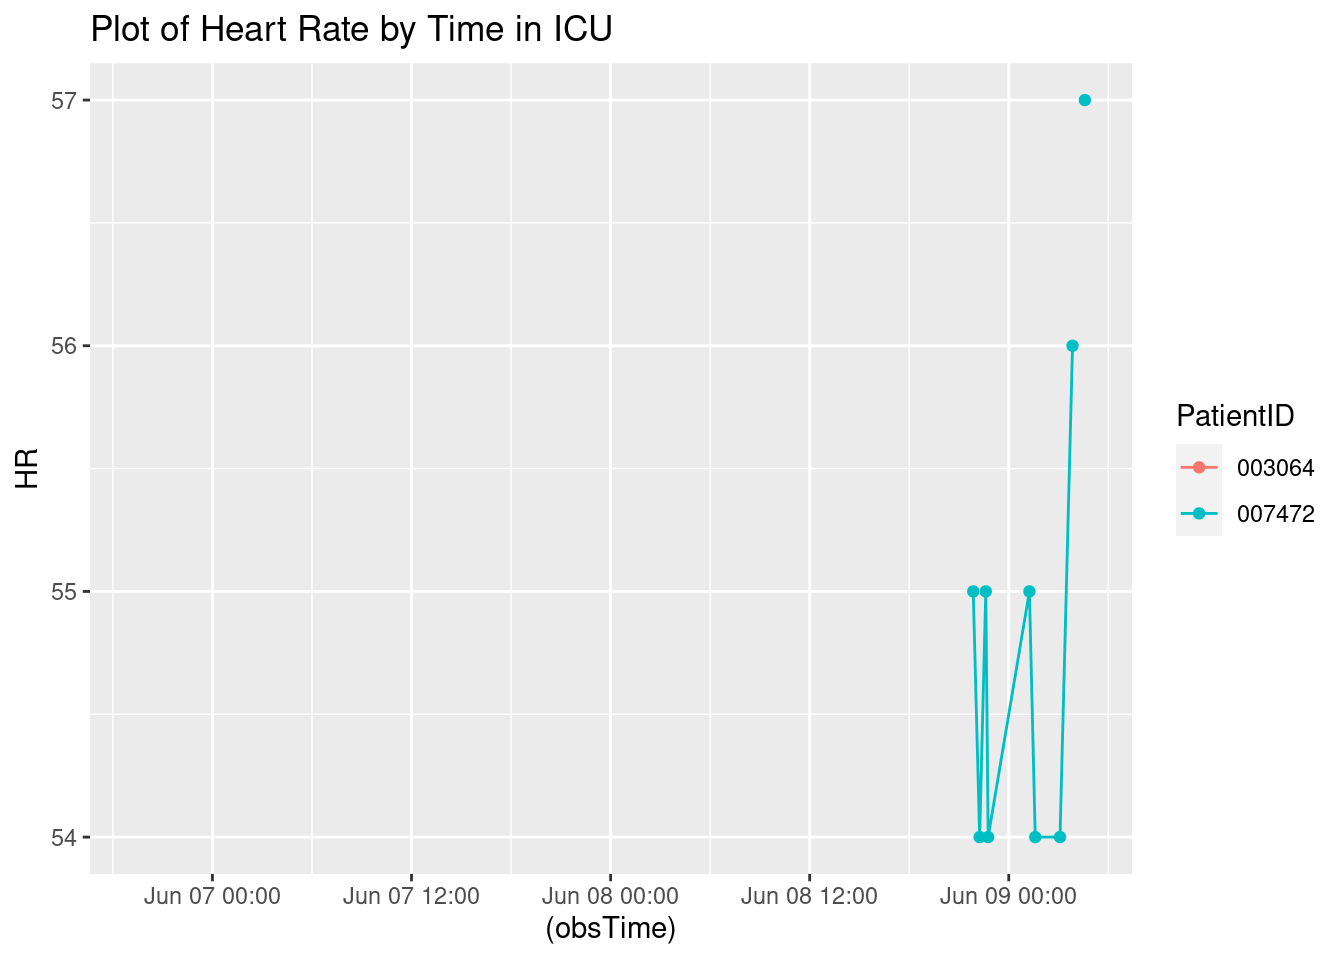 Plot of Heart Rate by Time in ICU
57
56
55
54
HR
Jun 07 00:00
Jun 07 12:00
Jun 08 00:00
Jun 08 12:00
Jun 09 00:00
(obsTime)
PatientID
003064
007472